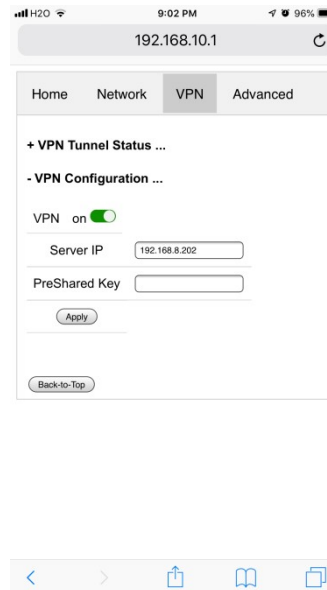 H2O 9:02 PM 96%
192.168.10.1
Home Network VPN Advanced
+ VPN Tunnel Status ...
- VPN Configuration ...
VPN on
Server IP 192.168.8.202
PreShared Key
Apply
Back-to-Top